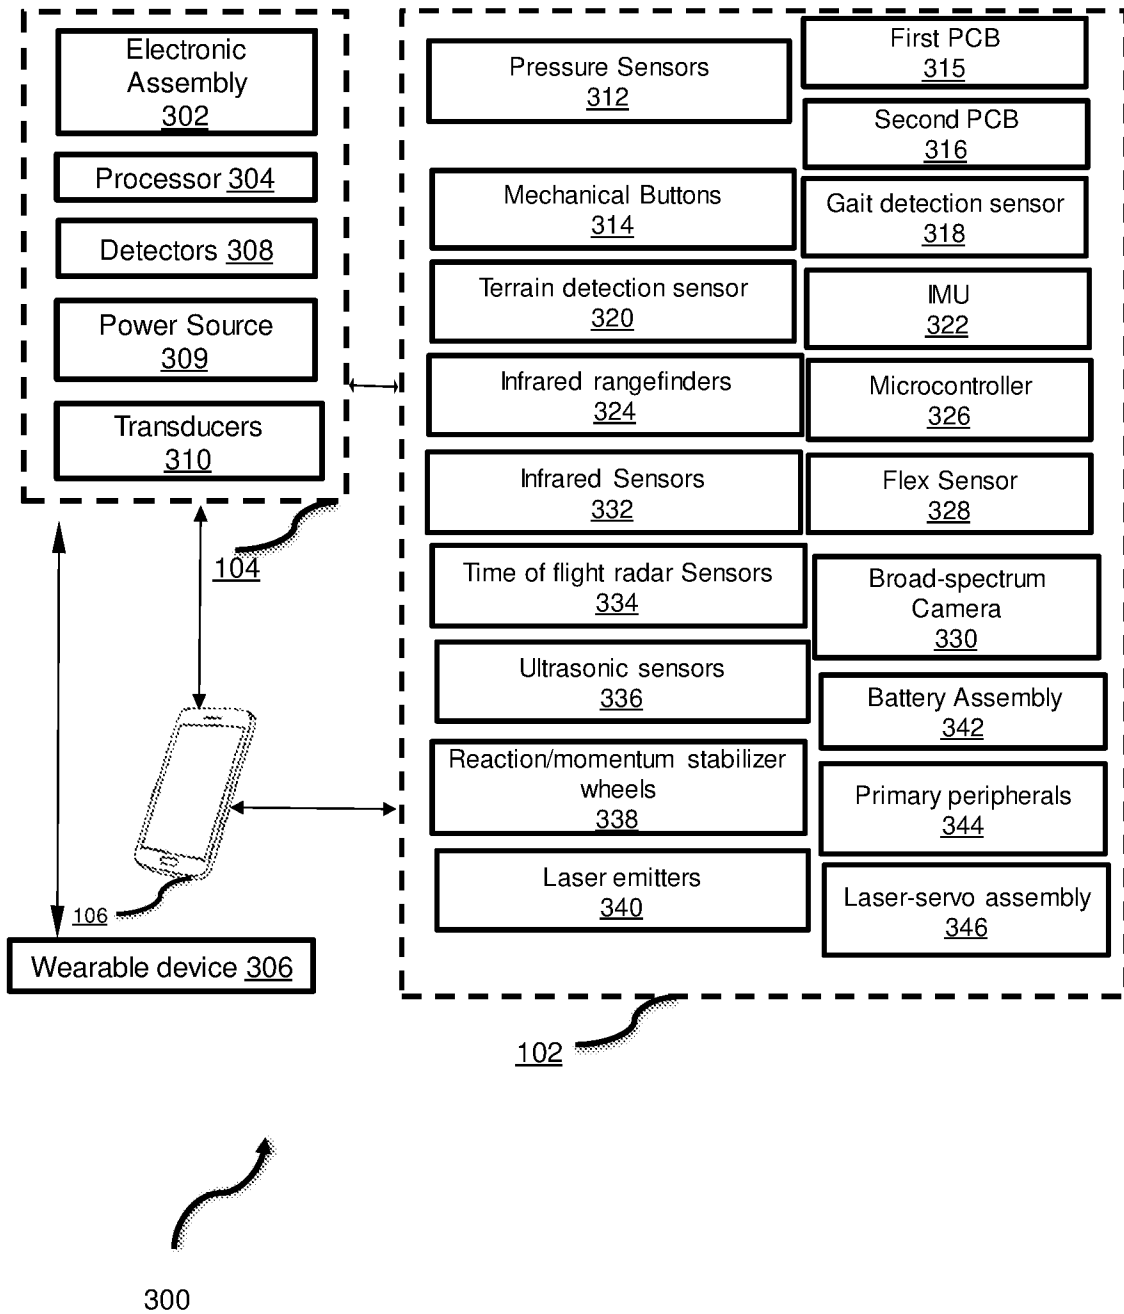 Electronic
Assembly
302
Processor 304
Detectors 308
Power Source
309
Transducers
310
104
106
Wearable device 306
Pressure Sensors
312
First PCB
315
Second PCB
316
Mechanical Buttons
314
Gait detection sensor
318
Terrain detection sensor
320
IMU
322
Infrared rangefinders
324
Microcontroller
326
Infrared Sensors
332
Flex Sensor
328
Time of flight radar Sensors
334
Broad-spectrum
Camera
330
Ultrasonic sensors
336
Battery Assembly
342
Reaction/momentum stabilizer
wheels
338
Primary peripherals
344
Laser emitters
340
Laser-servo assembly
346
102
300